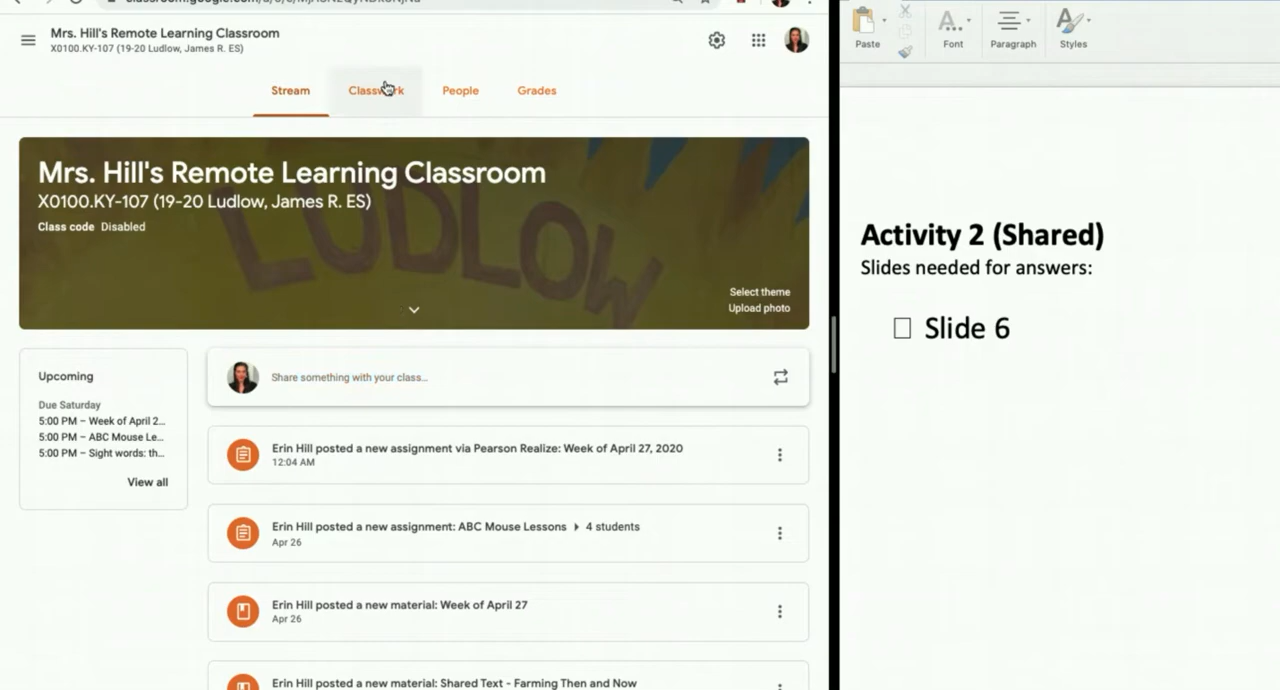 Mrs. Hill's Remote Learning Classroom
X0100.KY-107 (19-20 Ludlow, James R. ES)
Stream Classwork People Grades
Mrs. Hill's Remote Learning Classroom
X0100.KY-107 (19-20 Ludlow, James R. ES)
Class code Disabled
LUDLOW
Select theme
Upload photo
Upcoming
Due Saturday
5:00 PM – Week of April 2...
5:00 PM – ABC Mouse Le...
5:00 PM – Sight words: th...
View all
Share something with your class...
Erin Hill posted a new assignment via Pearson Realize: Week of April 27, 2020
12:04 AM
Erin Hill posted a new assignment: ABC Mouse Lessons 4 students
Apr 26
Erin Hill posted a new material: Week of April 27
Apr 26
Erin Hill posted a new material: Shared Text - Farming Then and Now
Paste Font Paragraph Styles
Activity 2 (Shared)
Slides needed for answers:
Slide 6